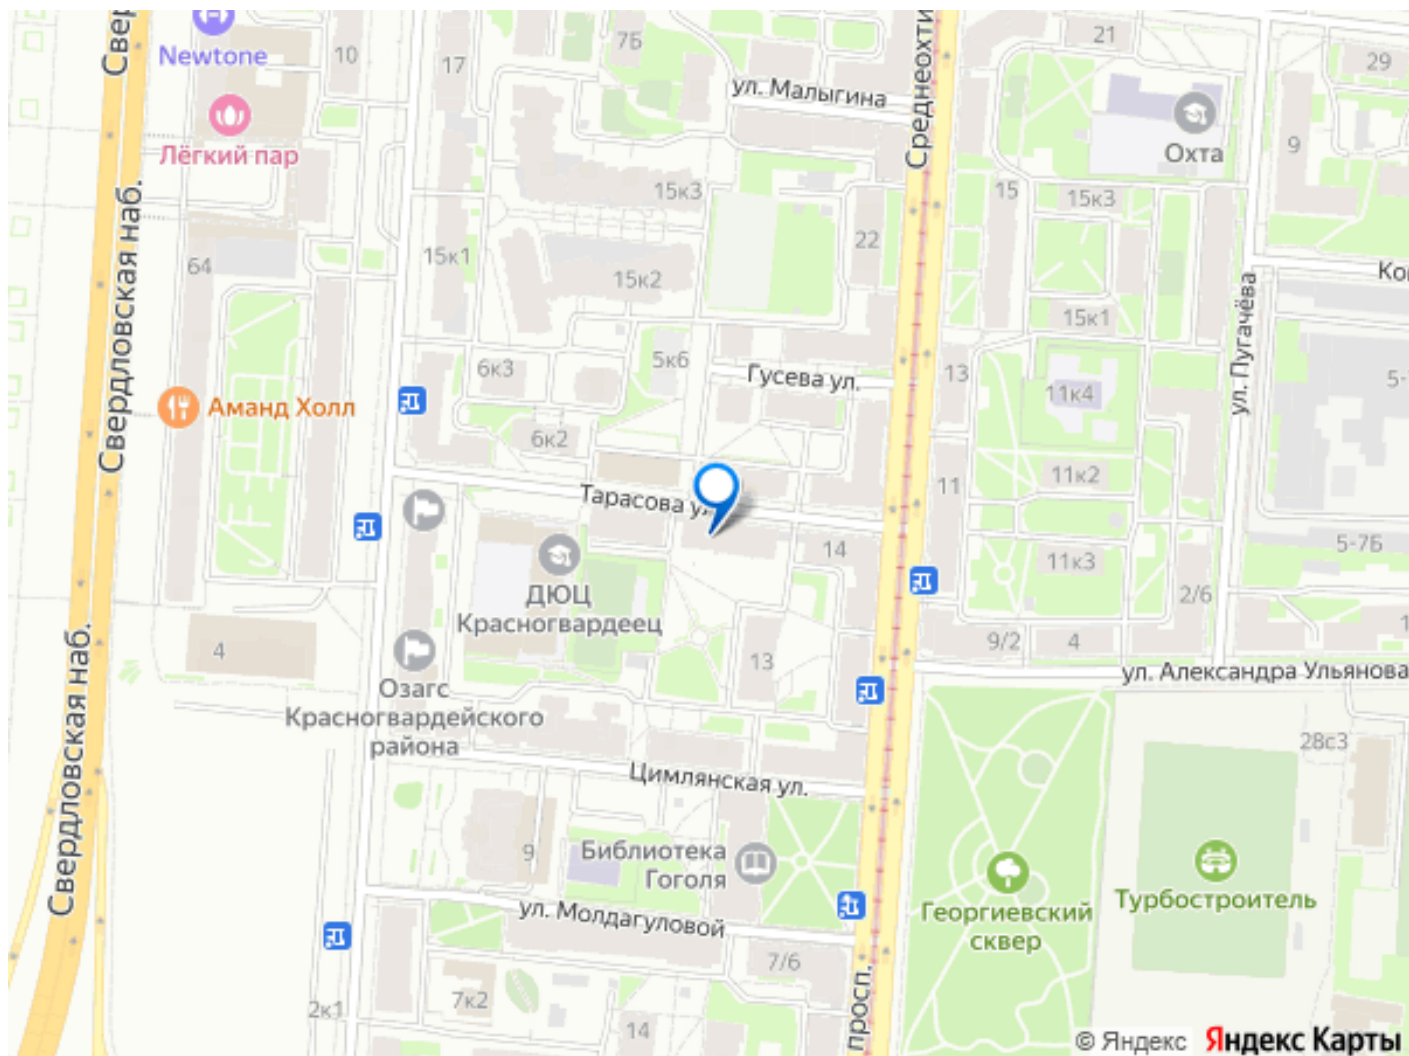 Newtone
10
17
7Б
ул. Малыгина
21
29
Лёгкий пар
Охта
9
Среднеохти
15к3
15
15к3
Свердловская наб.
64
15к1
22
15к2
15к1
ул. Пугачёва
6к3
5к6
Гусева ул.
13
11к4
Аманд Холл
6к2
11
11к2
Тарасова ул.
14
5-7Б
11к3
ДЮЦ
Красногвардеец
2/6
4
13
9/2
4
ул. Александра Ульянова
Озагс
Красногвардейского
района
Свердловская наб.
28с3
Цимлянская ул.
9
Библиотека
Гоголя
Георгиевский
сквер
Турбостроитель
ул. Молдагуловой
7/6
просп.
7к2
2к1
14
© Яндекс Яндекс Карты